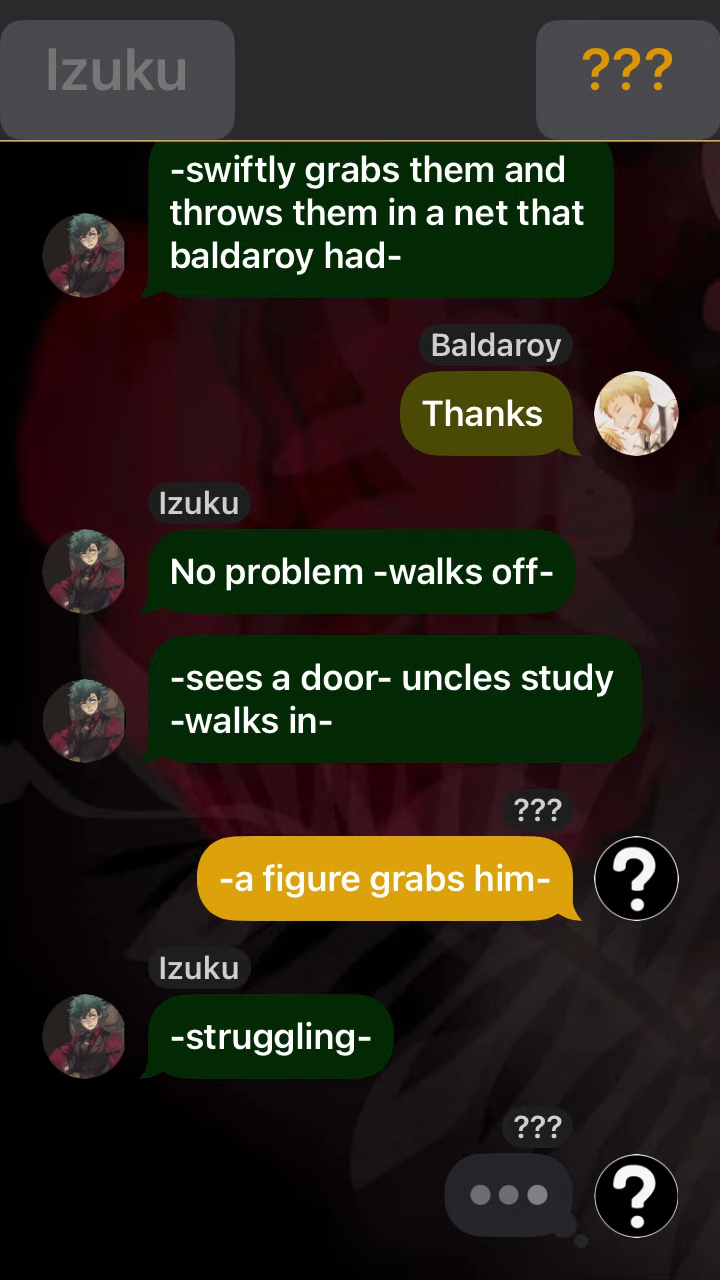 Izuku
???
-swiftly grabs them and
throws them in a net that
baldaroy had-
Baldaroy
Thanks
Izuku
No problem -walks off-
-sees a door- uncles study
-walks in-
???
-a figure grabs him-
?
Izuku
-struggling-
???
?